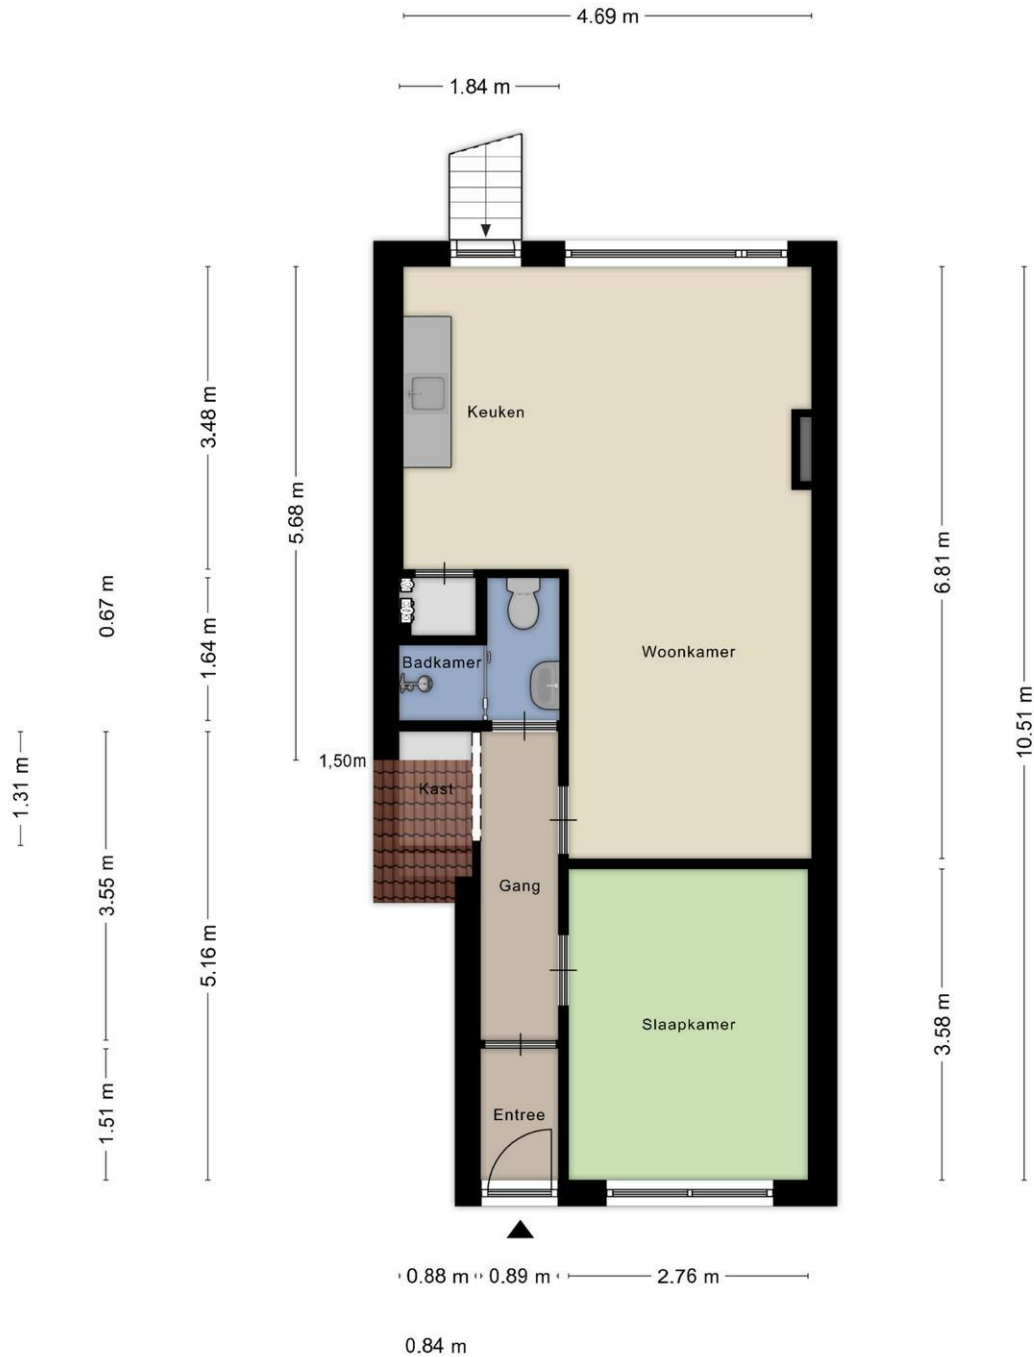 4.69 m
1.84 m
3.48 m
5.68 m
Keuken
6.81 m
10.51 m
0.67 m
1.64 m
Badkamer
Woonkamer
1,50m
Kast
1.31 m
3.55 m
Gang
5.16 m
3.58 m
Slaapkamer
1.51 m
Entree
0.88 m
0.89 m
2.76 m
0.84 m